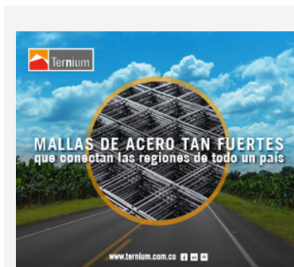 Ternium
MALLAS DE ACERO TAN FUERTES
que conectan las regiones de todo un país
www.ternium.com.co